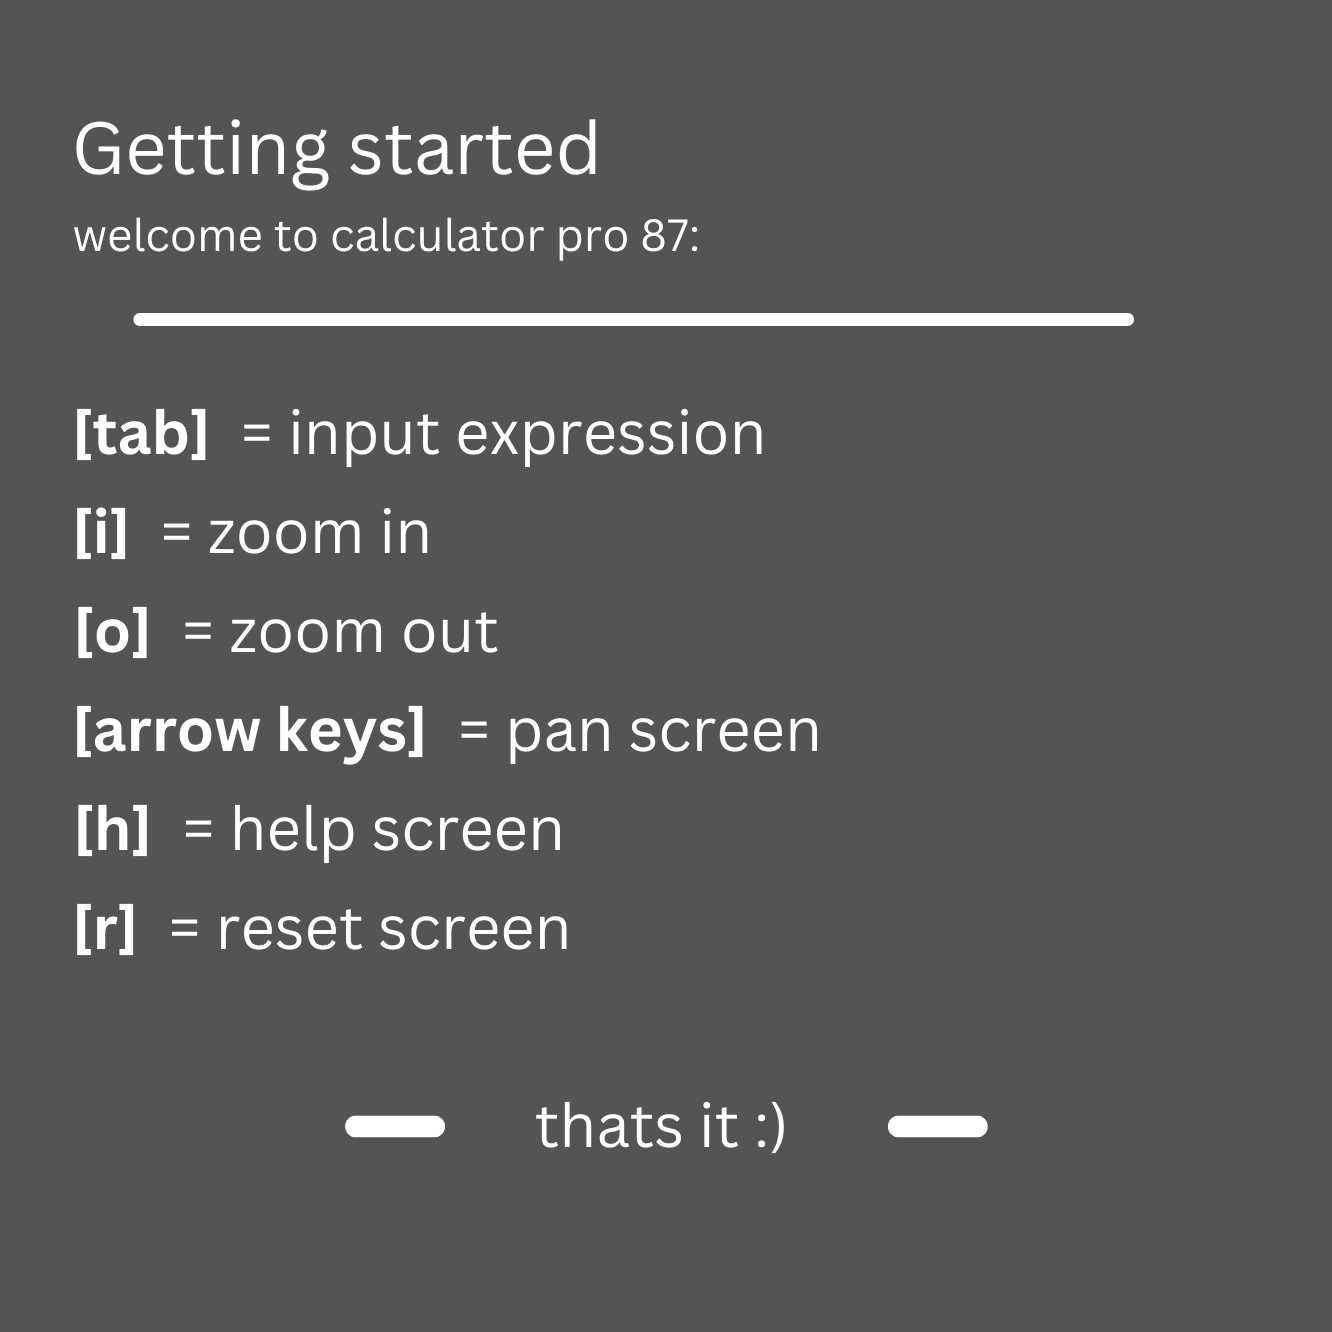 Getting started
welcome to calculator pro 87:
[tab] = input expression
[i] = zoom in
[o] = zoom out
[arrow keys] = pan screen
[h] = help screen
[r] = reset screen
thats it :)